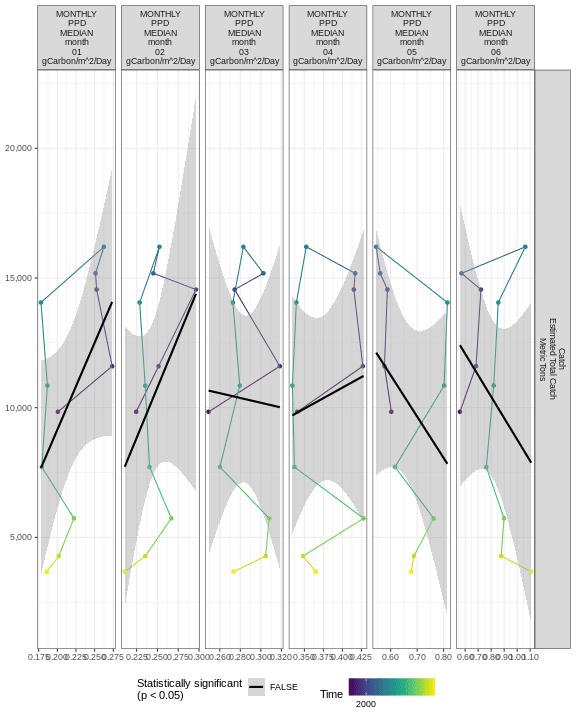 MONTHLY
PPD
MEDIAN
month
01
gCarbon/m^2/Day
MONTHLY
PPD
MEDIAN
month
02
gCarbon/m^2/Day
MONTHLY
PPD
MEDIAN
month
03
gCarbon/m^2/Day
MONTHLY
PPD
MEDIAN
month
04
gCarbon/m^2/Day
MONTHLY
PPD
MEDIAN
month
05
gCarbon/m^2/Day
MONTHLY
PPD
MEDIAN
month
06
gCarbon/m^2/Day
20,000
15,000
10,000
5,000
Catch
Estimated Total Catch
Metric Tons
0.175 0.200 0.225 0.250 0.275
0.225 0.250 0.275 0.300
0.260 0.280 0.300 0.320
0.350 0.375 0.400 0.425
0.60 0.70 0.80
0.60 0.70 0.80 0.90 1.00 1.10
Statistically significant
(p < 0.05)
FALSE
Time
2000